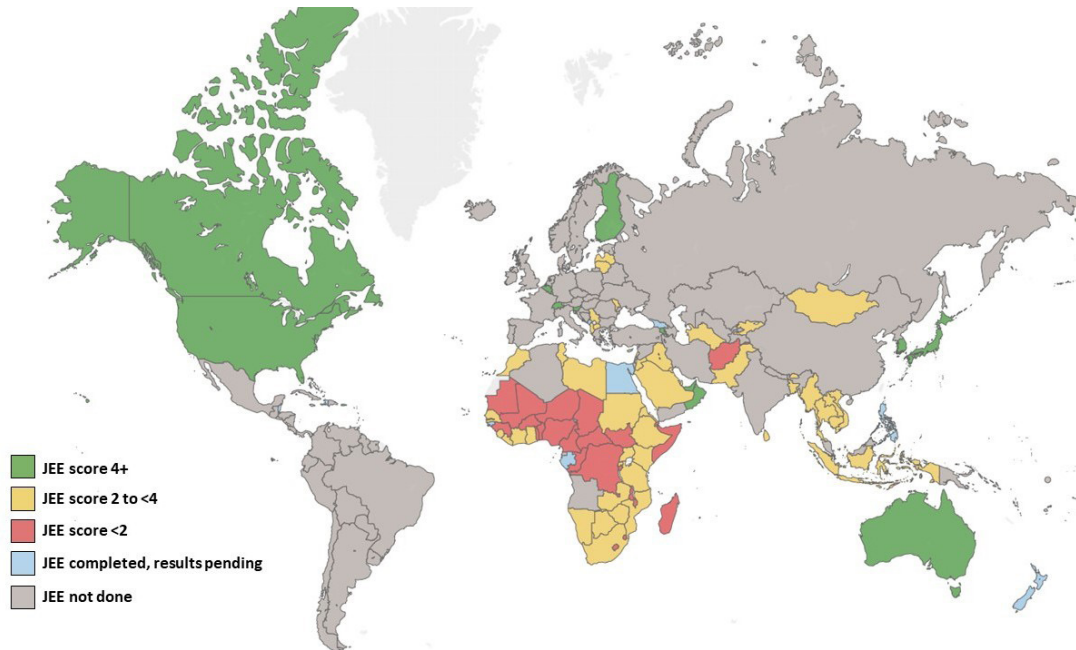 JEE score 4+
JEE score 2 to <4
JEE score <2
JEE completed, results pending
JEE not done